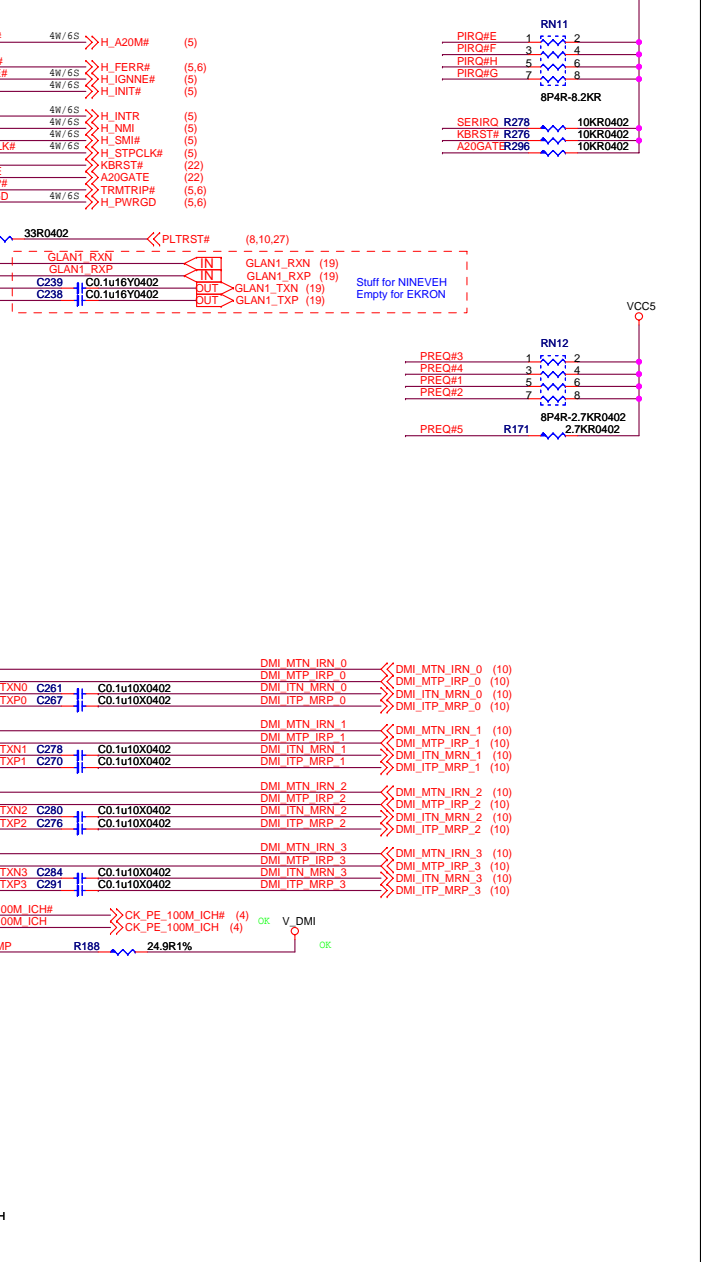 RN11
4W/6S H_A20M# (5) PIRQ#E 1 2
PIRQ#F 3 4
4W/6S H_FERR# (5,6) PIRQ#H 5 6
4W/6S H_IGNNE# (5) PIRQ#G 7 8
4W/6S H_INIT# (5)
8P4R-8.2KR
4W/6S H_INTR (5)
4W/6S H_NMI (5) SERIRQ R278 10KR0402
4W/6S H_SMI# (5) KBRST# R276 10KR0402
LK# 4W/6S H_STPCLK# (5) A20GATE R296 10KR0402
KBRST# (22)
A20GATE (22)
TRMTRIP# (5,6)
4W/6S H_PWRGD (5,6)
33R0402 PLTRST# (8,10,27)
GLAN1_RXN IN GLAN1_RXN (19)
GLAN1_RXP IN GLAN1_RXP (19)
C239 C0.1u16Y0402 OUT GLAN1_TXN (19)
C238 C0.1u16Y0402 OUT GLAN1_TXP (19)
Stuff for NINEVEH
Empty for EKRON
VCC5
RN12
PREQ#3 1 2
PREQ#4 3 4
PREQ#1 5 6
PREQ#2 7 8
8P4R-2.7KR0402
PREQ#5 R171 2.7KR0402
DMI_MTN_IRN_0 DMI_MTN_IRN_0 (10)
DMI_MTP_IRP_0 DMI_MTP_IRP_0 (10)
TXN0 C261 C0.1u10X0402 DMI_ITN_MRN_0 DMI_ITN_MRN_0 (10)
TXP0 C267 C0.1u10X0402 DMI_ITP_MRP_0 DMI_ITP_MRP_0 (10)
DMI_MTN_IRN_1 DMI_MTN_IRN_1 (10)
DMI_MTP_IRP_1 DMI_MTP_IRP_1 (10)
TXN1 C278 C0.1u10X0402 DMI_ITN_MRN_1 DMI_ITN_MRN_1 (10)
TXP1 C270 C0.1u10X0402 DMI_ITP_MRP_1 DMI_ITP_MRP_1 (10)
DMI_MTN_IRN_2 DMI_MTN_IRN_2 (10)
DMI_MTP_IRP_2 DMI_MTP_IRP_2 (10)
TXN2 C280 C0.1u10X0402 DMI_ITN_MRN_2 DMI_ITN_MRN_2 (10)
TXP2 C276 C0.1u10X0402 DMI_ITP_MRP_2 DMI_ITP_MRP_2 (10)
DMI_MTN_IRN_3 DMI_MTN_IRN_3 (10)
DMI_MTP_IRP_3 DMI_MTP_IRP_3 (10)
TXN3 C284 C0.1u10X0402 DMI_ITN_MRN_3 DMI_ITN_MRN_3 (10)
TXP3 C291 C0.1u10X0402 DMI_ITP_MRP_3 DMI_ITP_MRP_3 (10)
00M_ICH# CK_PE_100M_ICH# (4) OK
00M_ICH CK_PE_100M_ICH (4)
V_DMI
MP R188 24.9R1% OK
H